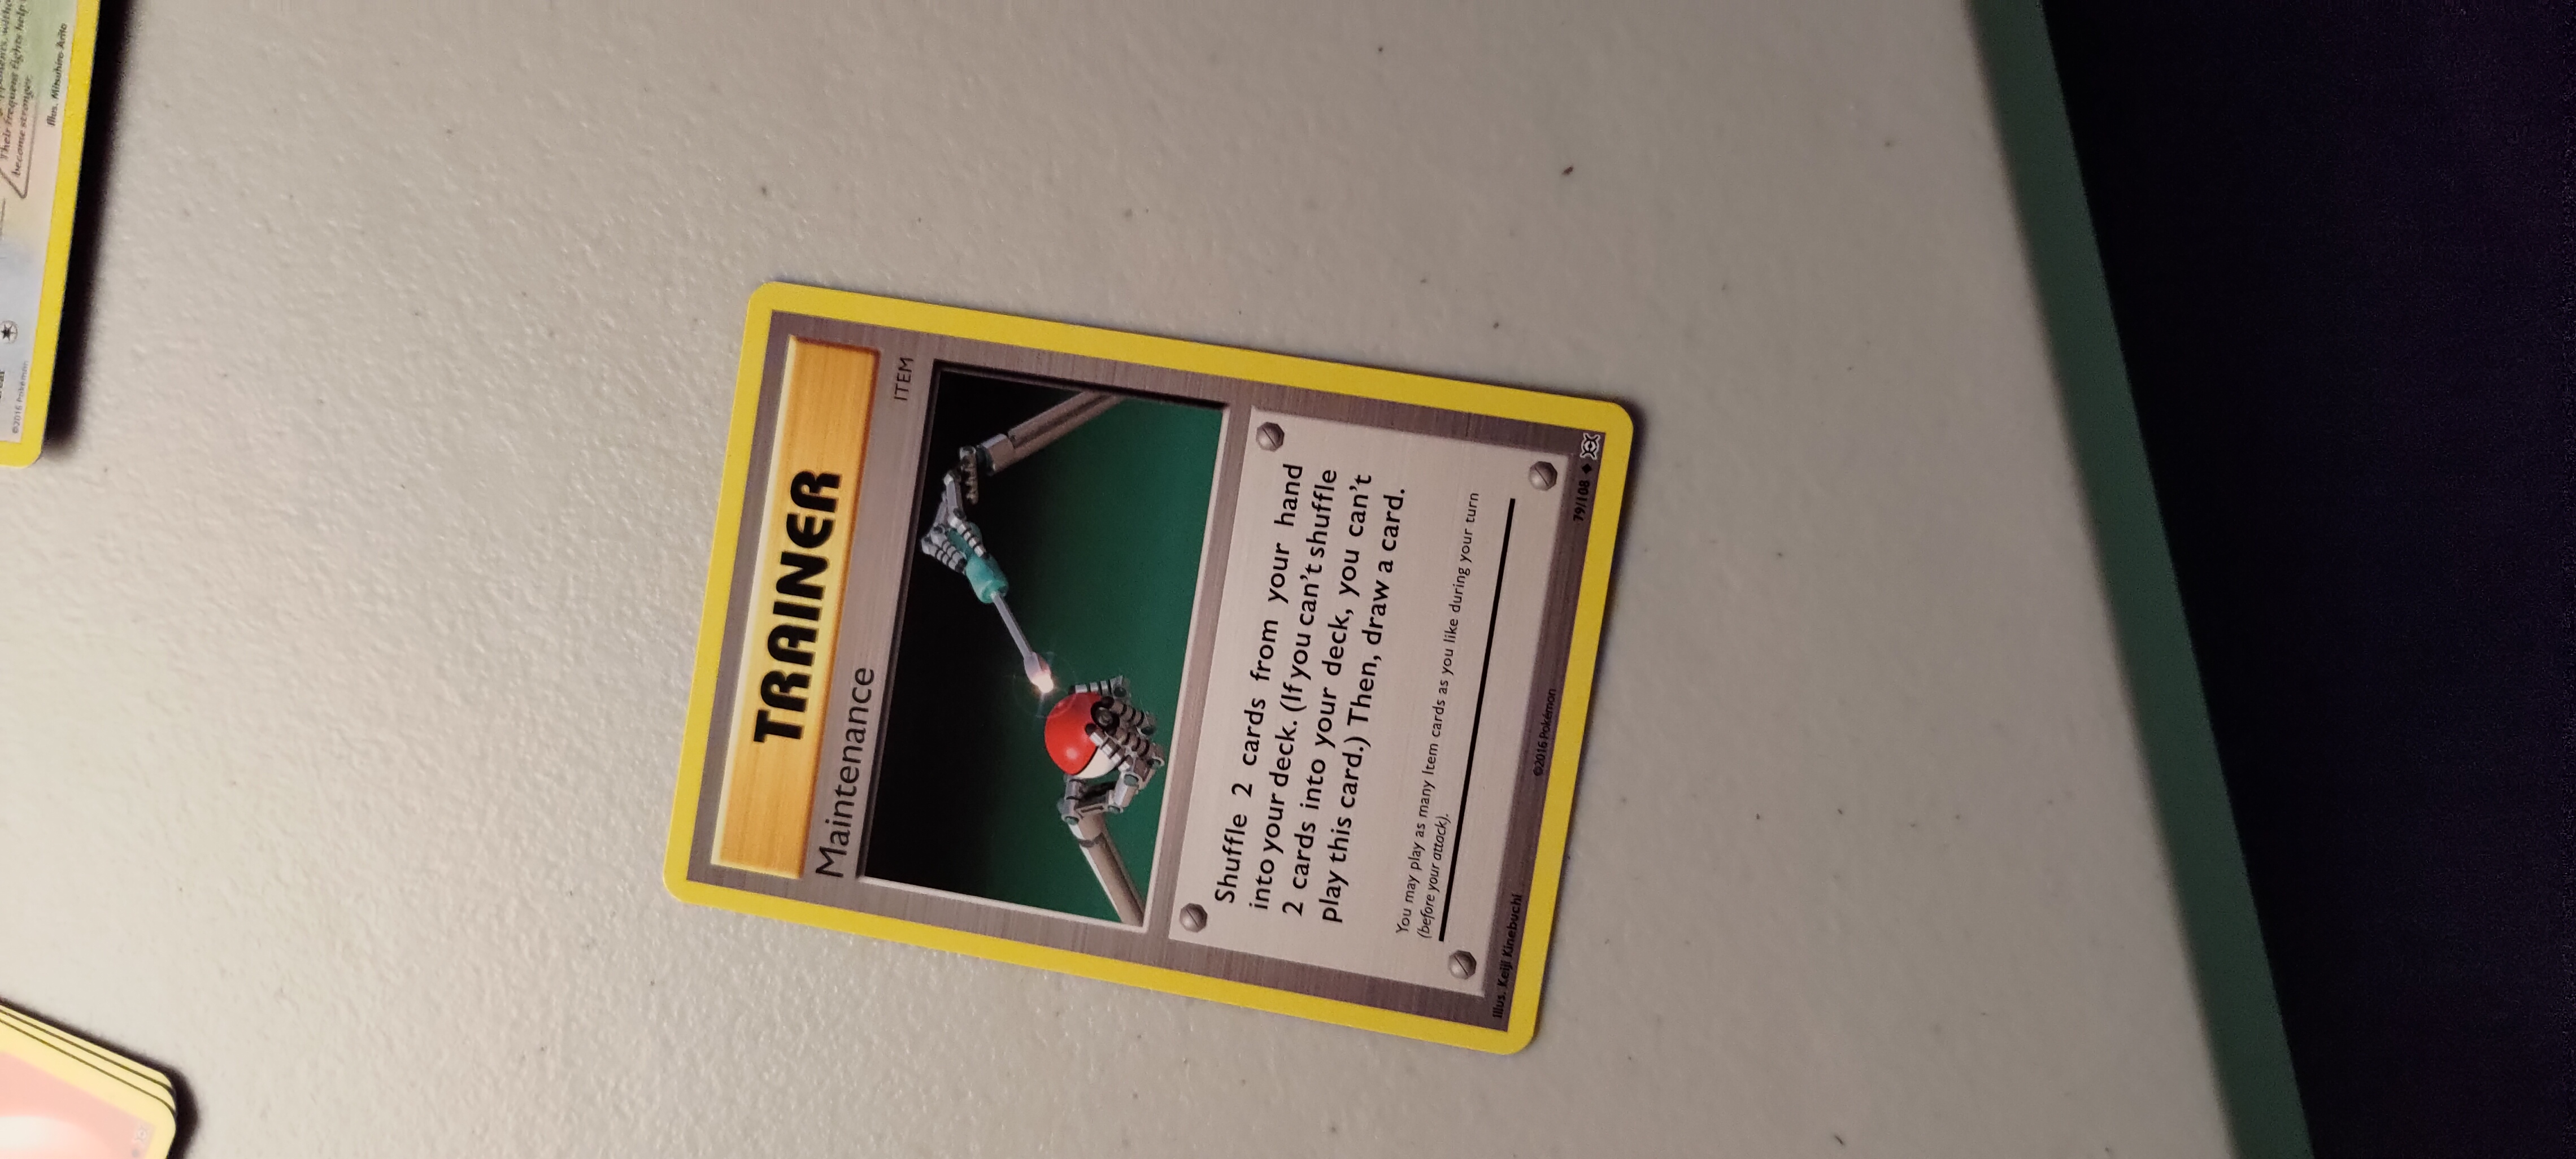 ©2016 Pokémon
Their frequent fights help
become stronger.
Illus. Mitsuhiro Arita
TRAINER
Maintenance
ITEM
Shuffle 2 cards from your hand
into your deck. (If you can't shuffle
2 cards into your deck, you can't
play this card.) Then, draw a card.
You may play as many Item cards as you like during your turn
(before your attack).
Illus. Keiji Kinebuchi
©2016 Pokémon
79/108